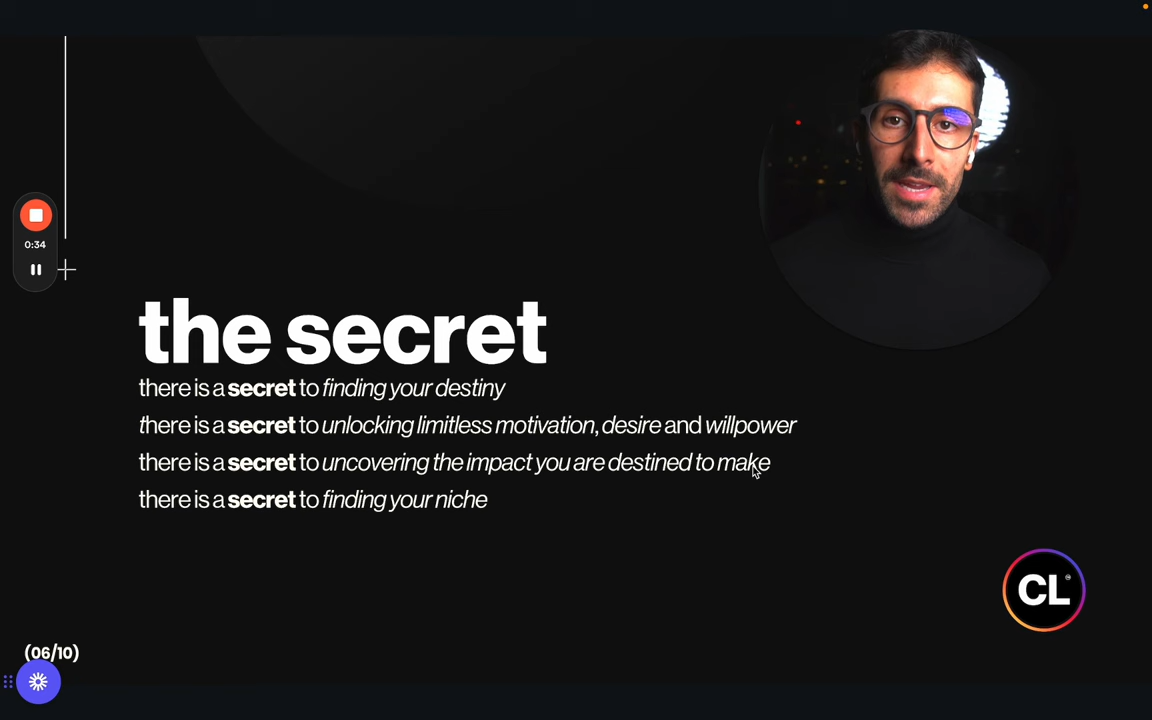 0:34
the secret
there is a secret to finding your destiny
there is a secret to unlocking limitless motivation, desire and willpower
there is a secret to uncovering the impact you are destined to make
there is a secret to finding your niche
CL
(06/10)